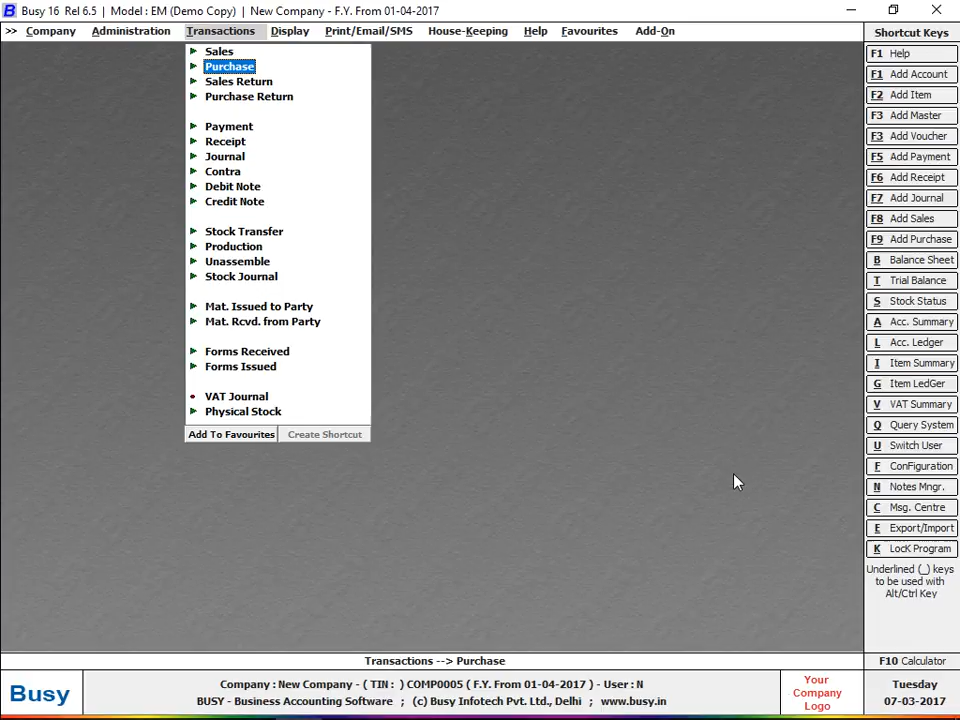 Busy 16 Rel 6.5 | Model : EM (Demo Copy) | New Company - F.Y. From 01-04-2017
>> Company Administration Transactions Display Print/Email/SMS House-Keeping Help Favourites Add-On
Sales
Purchase
Sales Return
Purchase Return
Payment
Receipt
Journal
Contra
Debit Note
Credit Note
Stock Transfer
Production
Unassemble
Stock Journal
Mat. Issued to Party
Mat. Rcvd. from Party
Forms Received
Forms Issued
VAT Journal
Physical Stock
Add To Favourites Create Shortcut
Shortcut Keys
F1 Help
F1 Add Account
F2 Add Item
F3 Add Master
F3 Add Voucher
F5 Add Payment
F6 Add Receipt
F7 Add Journal
F8 Add Sales
F9 Add Purchase
B Balance Sheet
T Trial Balance
S Stock Status
A Acc. Summary
L Acc. Ledger
I Item Summary
G Item LedGer
V VAT Summary
Q Query System
U Switch User
F ConFiguration
N Notes Mngr.
C Msg. Centre
E Export/Import
K LocK Program
Underlined (_) keys
to be used with
Alt/Ctrl Key
Transactions --> Purchase
F10 Calculator
Busy
Company : New Company - ( TIN : ) COMP0005 ( F.Y. From 01-04-2017 ) - User : N
BUSY - Business Accounting Software ; (c) Busy Infotech Pvt. Ltd., Delhi ; www.busy.in
Your
Company
Logo
Tuesday
07-03-2017